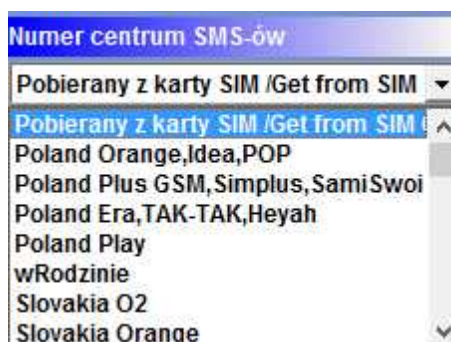 Numer centrum SMS-ów
Pobierany z karty SIM /Get from SIM
Pobierany z karty SIM /Get from SIM
Poland Orange,Idea,POP
Poland Plus GSM,Simplus,SamiSwoi
Poland Era,TAK-TAK,Heyah
Poland Play
wRodzinie
Slovakia O2
Slovakia Orange